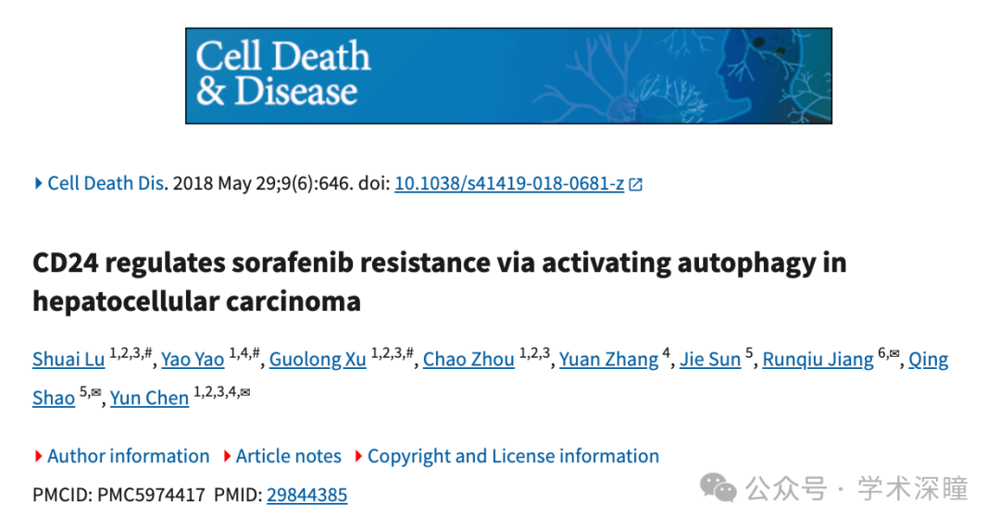 Cell Death
& Disease
Cell Death Dis. 2018 May 29;9(6):646. doi: 10.1038/s41419-018-0681-z
CD24 regulates sorafenib resistance via activating autophagy in
hepatocellular carcinoma
Shuai Lu 1,2,3,#, Yao Yao 1,4,#, Guolong Xu 1,2,3,#, Chao Zhou 1,2,3, Yuan Zhang 4, Jie Sun 5, Runqiu Jiang 6,✉, Qing
Shao 5,✉, Yun Chen 1,2,3,4,✉
Author information Article notes Copyright and License information
PMCID: PMC5974417 PMID: 29844385
公众号 · 学术深瞳